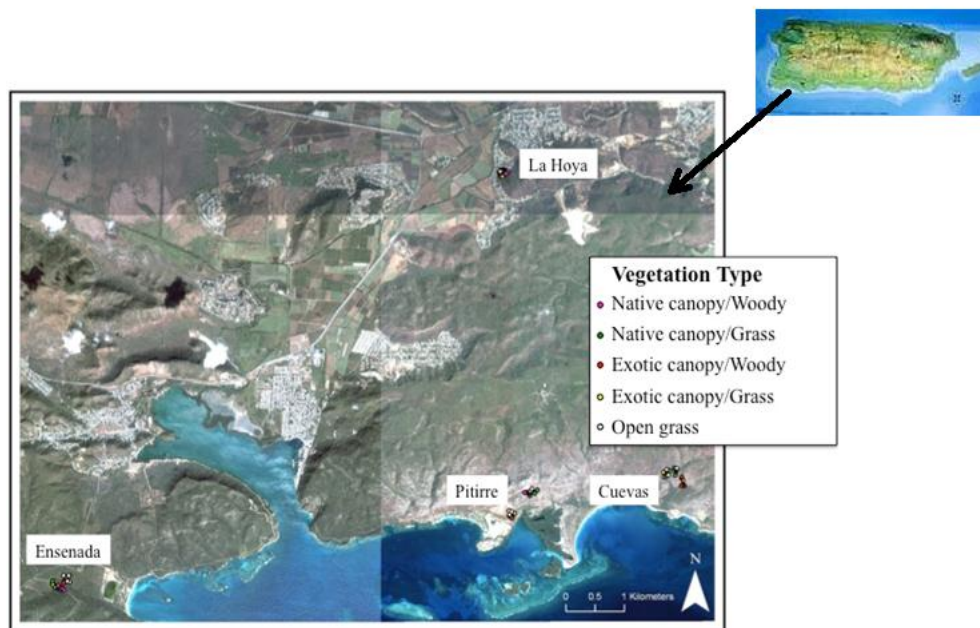 La Hoya
Vegetation Type
Native canopy/Woody
Native canopy/Grass
Exotic canopy/Woody
Exotic canopy/Grass
Open grass
Pitirre
Cuevas
Ensenada
N
0 0.5 1 Kilometers